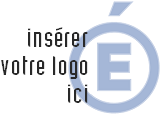 insérer
votre logo
ici
É